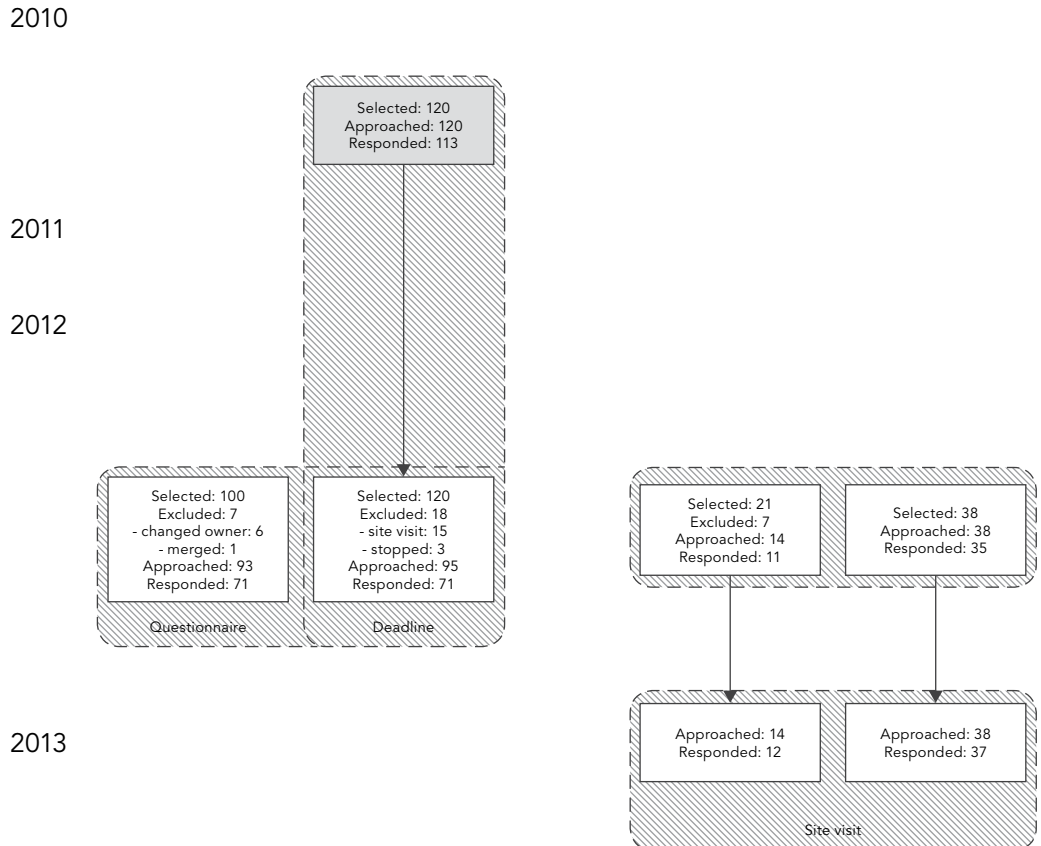 2010
Selected: 120
Approached: 120
Responded: 113
2011
2012
Selected: 100
Excluded: 7
- changed owner: 6
- merged: 1
Approached: 93
Responded: 71
Questionnaire
Selected: 120
Excluded: 18
- site visit: 15
- stopped: 3
Approached: 95
Responded: 71
Deadline
Selected: 21
Excluded: 7
Approached: 14
Responded: 11
Selected: 38
Approached: 38
Responded: 35
2013
Approached: 14
Responded: 12
Approached: 38
Responded: 37
Site visit